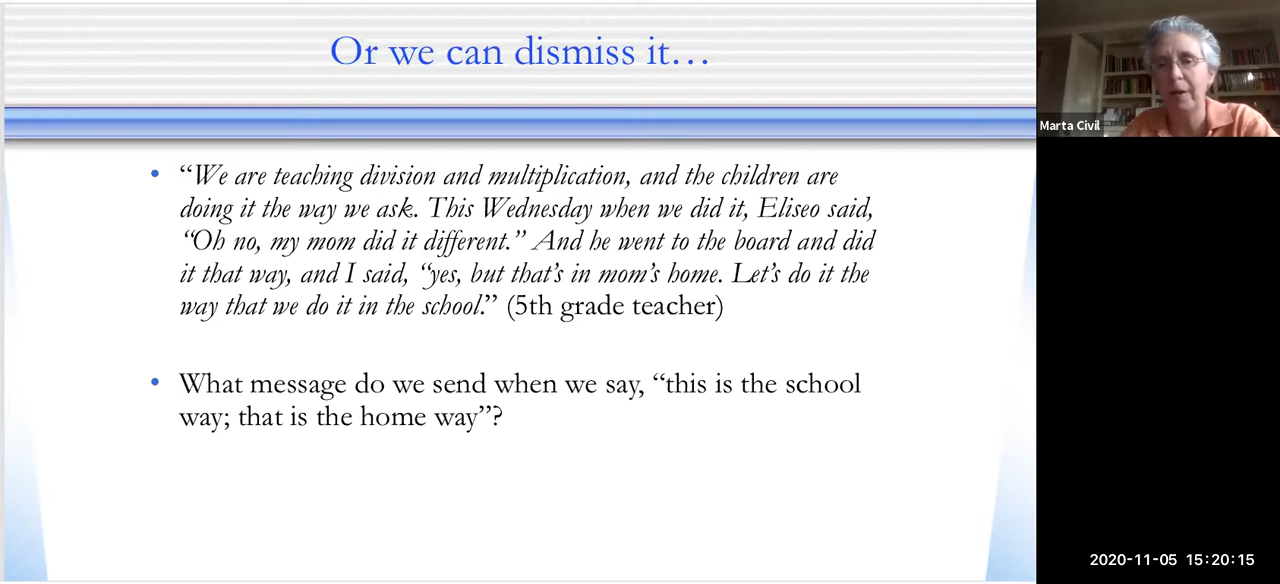 Or we can dismiss it…
• “We are teaching division and multiplication, and the children are
doing it the way we ask. This Wednesday when we did it, Eliseo said,
“Oh no, my mom did it different.” And he went to the board and did
it that way, and I said, “yes, but that’s in mom’s home. Let’s do it the
way that we do it in the school.” (5th grade teacher)
• What message do we send when we say, “this is the school
way; that is the home way”?
Marta Civil
2020-11-05 15:20:15